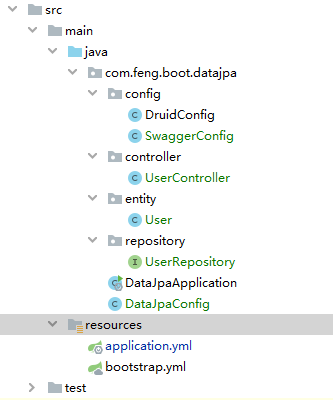 src
main
java
com.feng.boot.datajpa
config
DruidConfig
SwaggerConfig
controller
UserController
entity
User
repository
UserRepository
DataJpaApplication
DataJpaConfig
resources
application.yml
bootstrap.yml
test